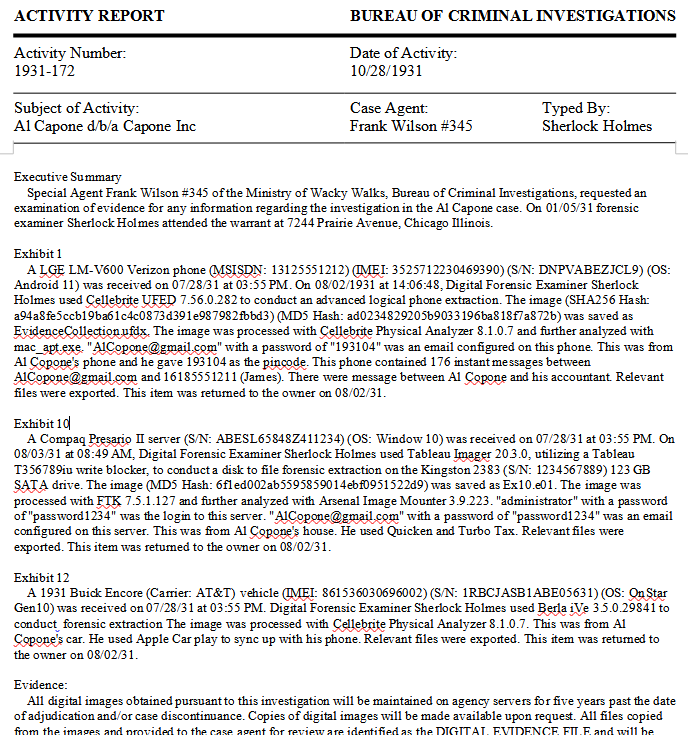 ACTIVITY REPORT BUREAU OF CRIMINAL INVESTIGATIONS
Activity Number: Date of Activity:
1931-172 10/28/1931
Subject of Activity: Case Agent: Typed By:
Al Capone d/b/a Capone Inc Frank Wilson #345 Sherlock Holmes
Executive Summary
Special Agent Frank Wilson #345 of the Ministry of Wacky Walks, Bureau of Criminal Investigations, requested an
examination of evidence for any information regarding the investigation in the Al Capone case. On 01/05/31 forensic
examiner Sherlock Holmes attended the warrant at 7244 Prairie Avenue, Chicago Illinois.
Exhibit 1
A LGE LM-V600 Verizon phone (MSISDN: 13125551212) (IMEI: 3525712230469390) (S/N: DNPVABEZJCL9) (OS:
Android 11) was received on 07/28/31 at 03:55 PM. On 08/02/1931 at 14:06:48, Digital Forensic Examiner Sherlock
Holmes used Cellebrite UFED 7.56.0.282 to conduct an advanced logical phone extraction. The image (SHA256 Hash:
a94a8fe5ccb19ba61c4c0873d391e987982fbbd3) (MD5 Hash: ad0234829205b9033196ba818f7a872b) was saved as
EvidenceCollection.ufdx. The image was processed with Cellebrite Physical Analyzer 8.1.0.7 and further analyzed with
mac_apt.exe. "AlCopone@gmail.com" with a password of "193104" was an email configured on this phone. This was from
Al Copone's phone and he gave 193104 as the pincode. This phone contained 176 instant messages between
AlCopone@gmail.com and 16185551211 (James). There were message between Al Copone and his accountant. Relevant
files were exported. This item was returned to the owner on 08/02/31.
Exhibit 10
A Compaq Presario II server (S/N: ABESL65848Z411234) (OS: Window 10) was received on 07/28/31 at 03:55 PM. On
08/03/31 at 08:49 AM, Digital Forensic Examiner Sherlock Holmes used Tableau Imager 20.3.0, utilizing a Tableau
T356789iu write blocker, to conduct a disk to file forensic extraction on the Kingston 2383 (S/N: 1234567889) 123 GB
SATA drive. The image (MD5 Hash: 6f1ed002ab5595859014ebf0951522d9) was saved as Ex10.e01. The image was
processed with FTK 7.5.1.127 and further analyzed with Arsenal Image Mounter 3.9.223. "administrator" with a password
of "password1234" was the login to this server. "AlCopone@gmail.com" with a password of "password1234" was an email
configured on this server. This was from Al Copone's house. He used Quicken and Turbo Tax. Relevant files were
exported. This item was returned to the owner on 08/02/31.
Exhibit 12
A 1931 Buick Encore (Carrier: AT&T) vehicle (IMEI: 861536030696002) (S/N: 1RBCJASB1ABE05631) (OS: OnStar
Gen10) was received on 07/28/31 at 03:55 PM. Digital Forensic Examiner Sherlock Holmes used Berla iVe 3.5.0.29841 to
conduct forensic extraction The image was processed with Cellebrite Physical Analyzer 8.1.0.7. This was from Al
Copone's car. He used Apple Car play to sync up with his phone. Relevant files were exported. This item was returned to
the owner on 08/02/31.
Evidence:
All digital images obtained pursuant to this investigation will be maintained on agency servers for five years past the date
of adjudication and/or case discontinuance. Copies of digital images will be made available upon request. All files copied
from the images and provided to the case agent for review are identified as the DIGITAL EVIDENCE FILE and will be